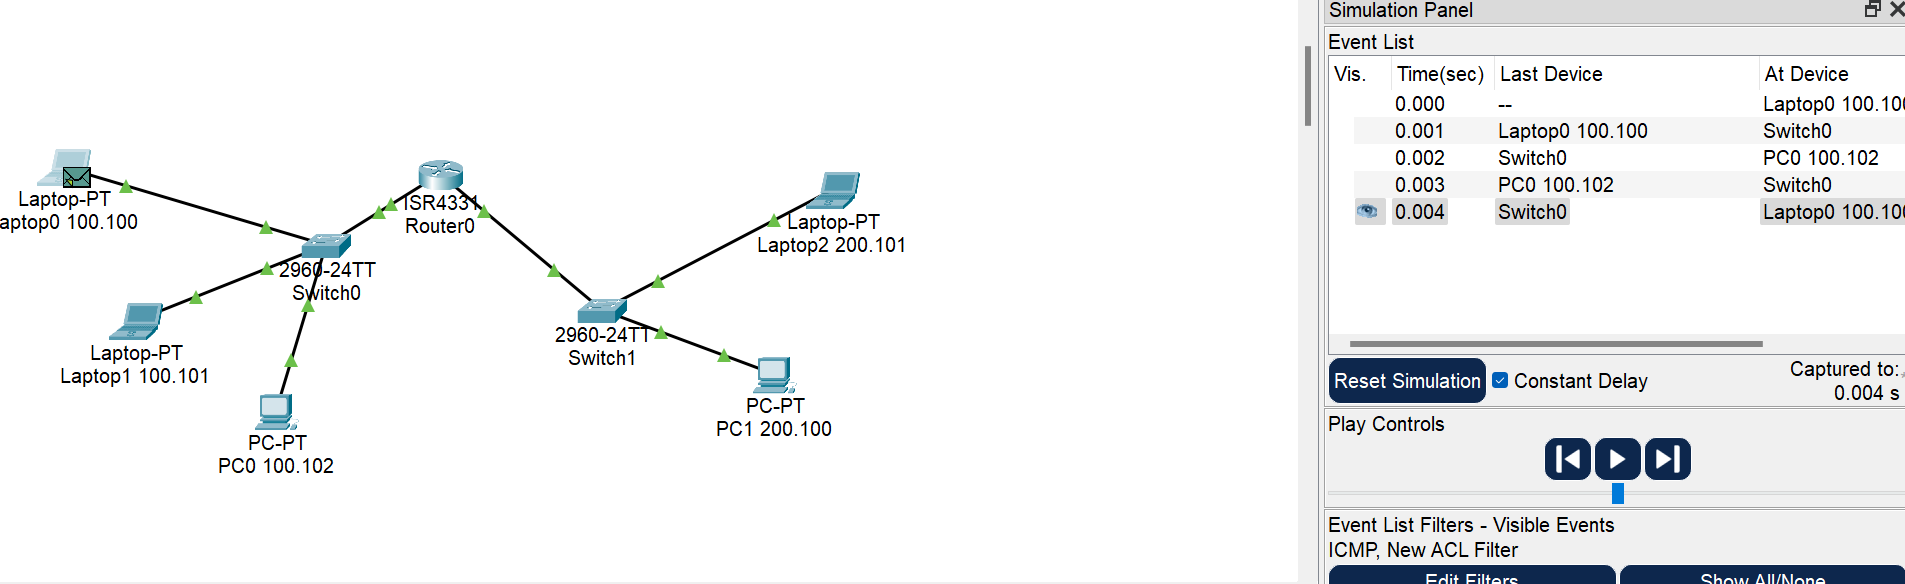 Laptop-PT
aptop0 100.100
ISR4331
Router0
Laptop-PT
Laptop2 200.101
2960-24TT
Switch0
Laptop-PT
Laptop1 100.101
2960-24TT
Switch1
PC-PT
PC1 200.100
PC-PT
PC0 100.102
Simulation Panel
Event List
Vis. Time(sec) Last Device At Device
0.000 -- Laptop0 100.100
0.001 Laptop0 100.100 Switch0
0.002 Switch0 PC0 100.102
0.003 PC0 100.102 Switch0
0.004 Switch0 Laptop0 100.100
Reset Simulation Constant Delay Captured to:
0.004 s
Play Controls
Event List Filters - Visible Events
ICMP, New ACL Filter
Edit Filters Show All/None